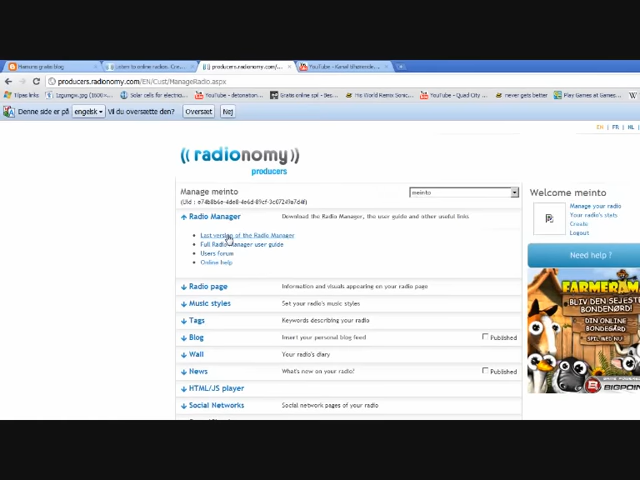 producers.radionomy.com/EN/Cust/ManageRadio.aspx
Denne side er på engelsk Vil du oversætte den? Oversæt Nej
EN | FR | NL
radionomy
producers
Manage meinto
meinto
Welcome meinto
Manage your radio
Your radio's stats
Create
Logout
Need help ?
Radio Manager Download the Radio Manager, the user guide and other useful links
Last version of the Radio Manager
Full Radio Manager user guide
Users forum
Online help
Radio page Information and visuals appearing on your radio page
Music styles Set your radio's music styles
Tags Keywords describing your radio
Blog Insert your personal blog feed Published
Wall Your radio's diary
News What's new on your radio? Published
HTML/JS player
Social Networks Social network pages of your radio
FARMERAMA
BLIV DEN SEJESTE
BONDENØRD!
DIN ONLINE
BONDEGÅRD
SPIL MED NU!
BIGPOINT